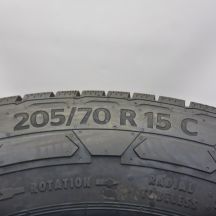 205/70 R 15 C
ROTATION RADIAL
TUBELESS